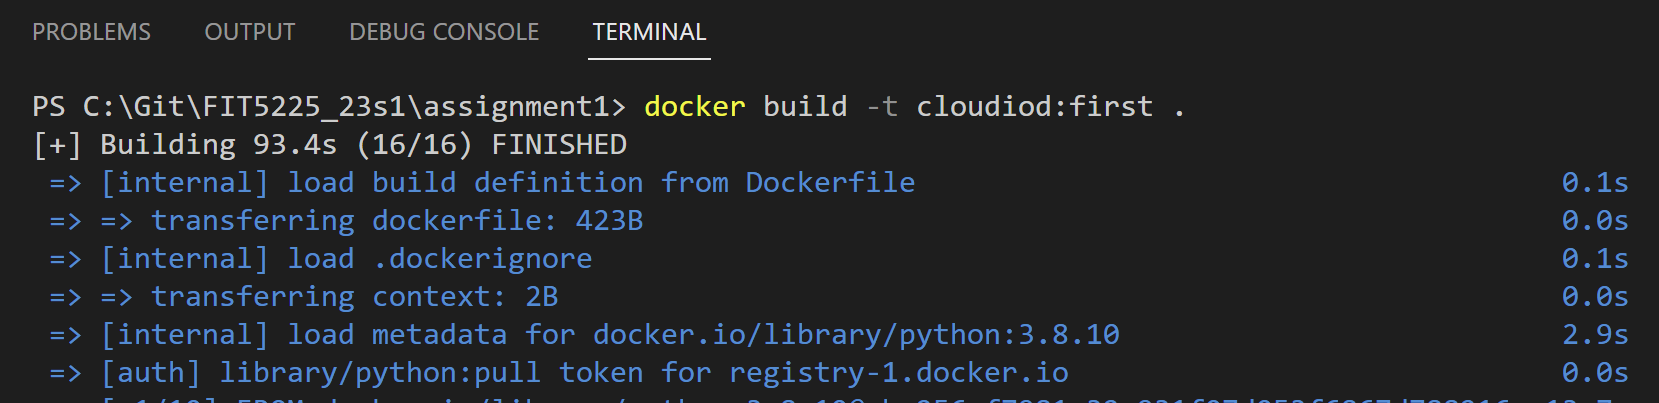 PROBLEMS OUTPUT DEBUG CONSOLE TERMINAL
PS C:\Git\FIT5225_23s1\assignment1> docker build -t cloudiod:first .
[+] Building 93.4s (16/16) FINISHED
=> [internal] load build definition from Dockerfile 0.1s
=> => transferring dockerfile: 423B 0.0s
=> [internal] load .dockerignore 0.1s
=> => transferring context: 2B 0.0s
=> [internal] load metadata for docker.io/library/python:3.8.10 2.9s
=> [auth] library/python:pull token for registry-1.docker.io 0.0s